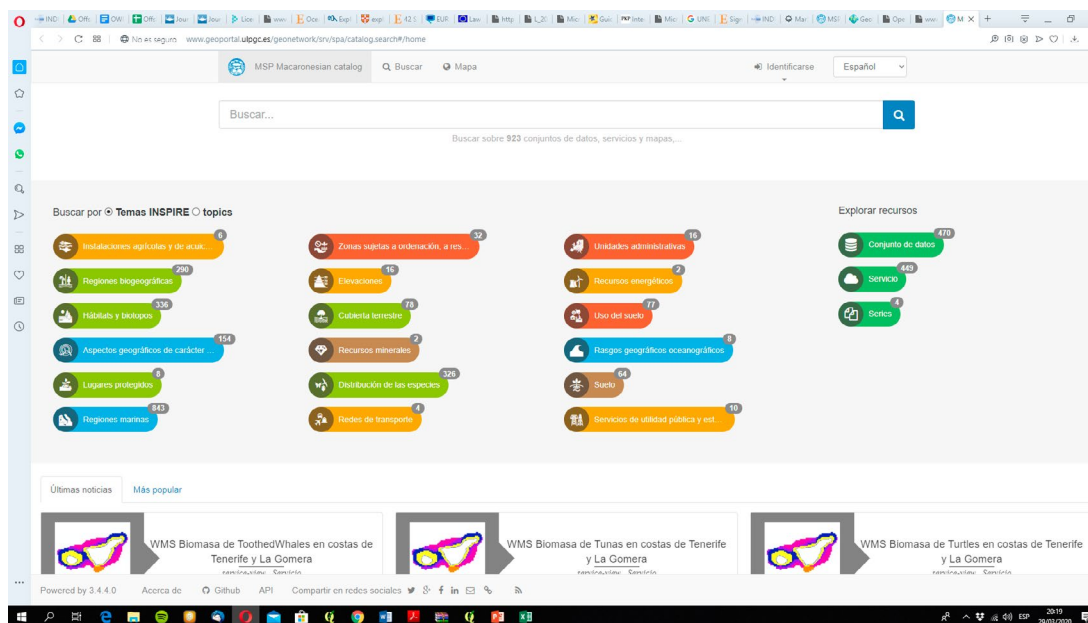 No es seguro www.geoportal.ulpgc.es/geonetwork/srv/spa/catalog.search#/home
MSP Macaronesian catalog Buscar Mapa Identificarse Español
Buscar...
Buscar sobre 923 conjuntos de datos, servicios y mapas,...
Buscar por Temas INSPIRE topics Explorar recursos
Instalaciones agrícolas y de acuic... 6 Zonas sujetas a ordenación, a res... 32 Unidades administrativas 16 Conjunto de datos 470
Regiones biogeográficas 290 Elevaciones 16 Recursos energéticos 2 Servicio 449
Hábitats y biotopos 336 Cubierta terrestre 78 Uso del suelo 77 Series 4
Aspectos geográficos de carácter ... 154 Recursos minerales 2 Rasgos geográficos oceanográficos 8
Lugares protegidos 8 Distribución de las especies 326 Suelo 64
Regiones marinas 843 Redes de transporte 4 Servicios de utilidad pública y est... 10
Últimas noticias Más popular
WMS Biomasa de ToothedWhales en costas de Tenerife y La Gomera
WMS Biomasa de Tunas en costas de Tenerife y La Gomera
WMS Biomasa de Turtles en costas de Tenerife y La Gomera
Powered by 3.4.4.0 Acerca de Github API Compartir en redes sociales
ESP 20:19
29/03/2020